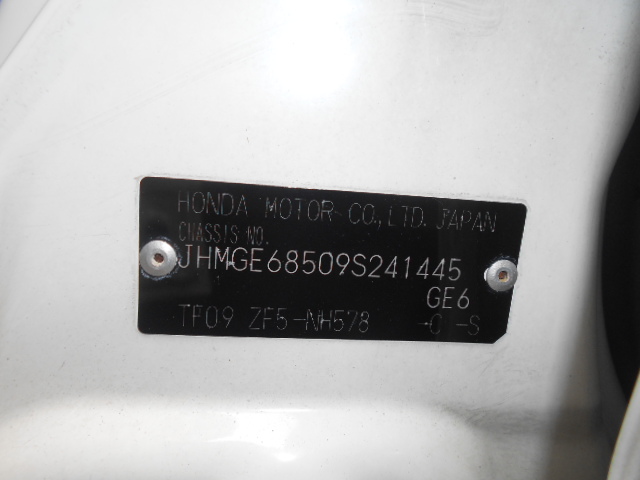 HONDA MOTOR CO., LTD. JAPAN
CHASSIS NO.
JHMGE68509S241445
GE6
TF09 ZF5-NH578 -C -S